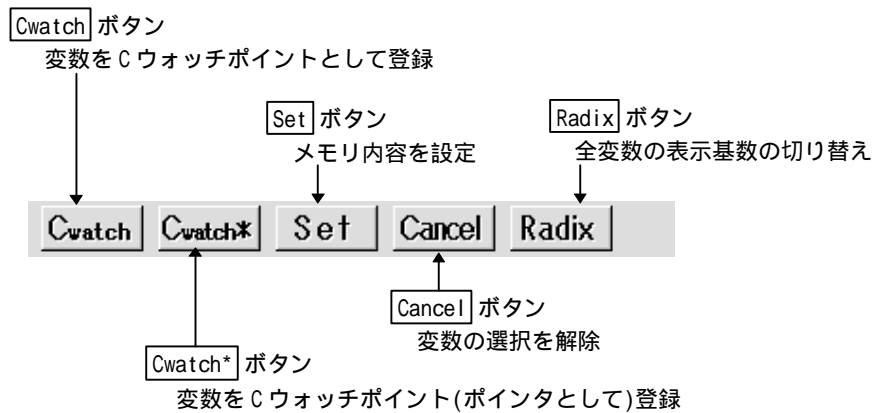 Cwatch ボタン
変数をCウォッチポイントとして登録
Set ボタン
メモリ内容を設定
Radix ボタン
全変数の表示基数の切り替え
Cwatch Cwatch* Set Cancel Radix
Cancel ボタン
変数の選択を解除
Cwatch* ボタン
変数をCウォッチポイント(ポインタとして)登録